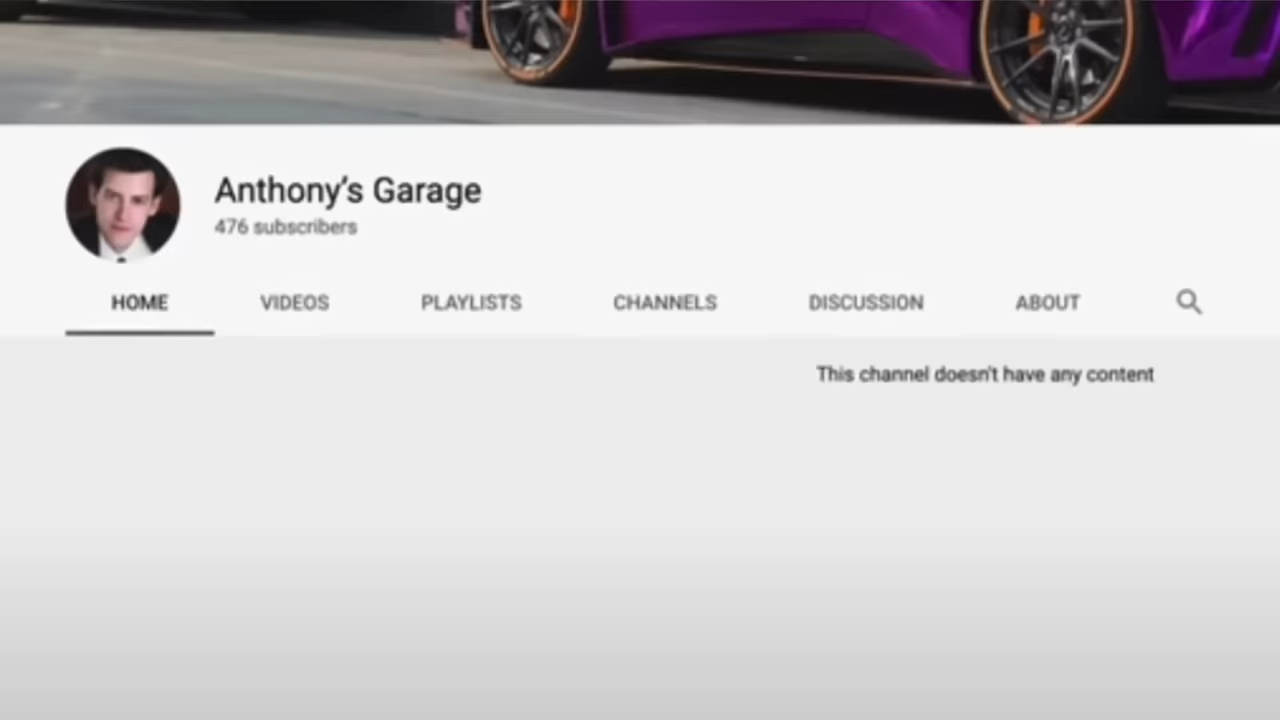 Anthony's Garage
476 subscribers
HOME VIDEOS PLAYLISTS CHANNELS DISCUSSION ABOUT
This channel doesn't have any content